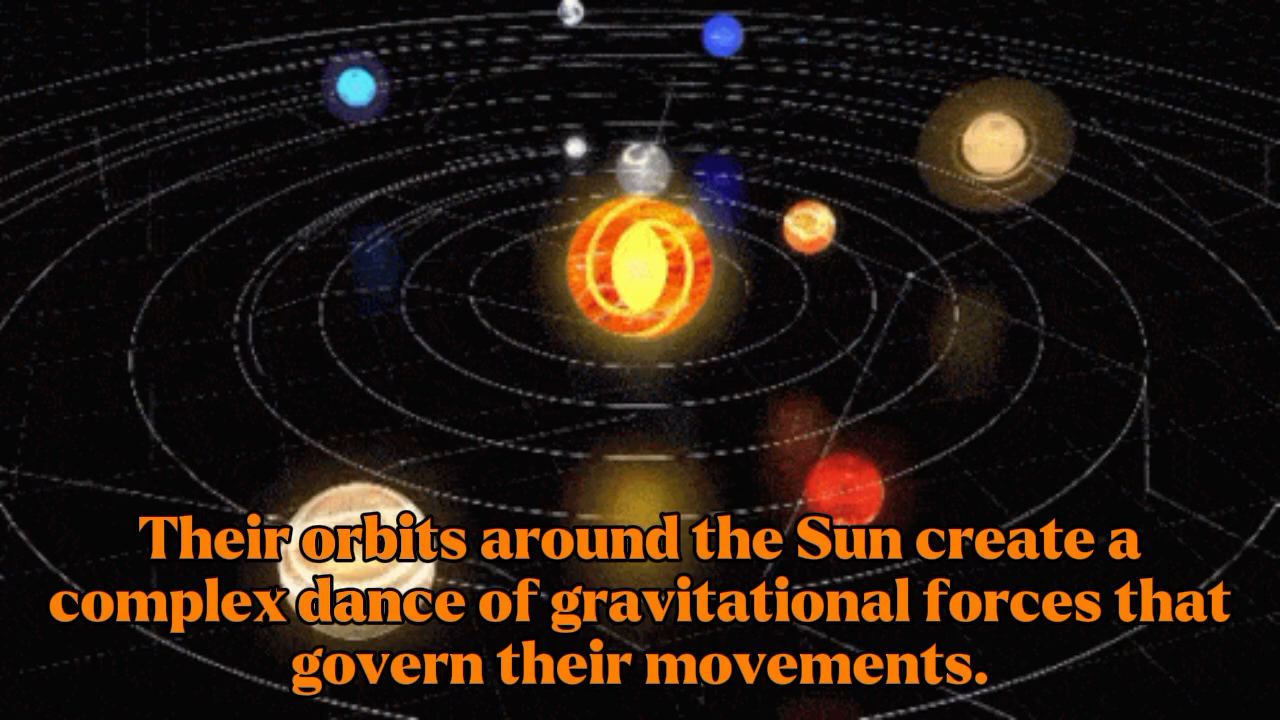 Their orbits around the Sun create a
complex dance of gravitational forces that
govern their movements.